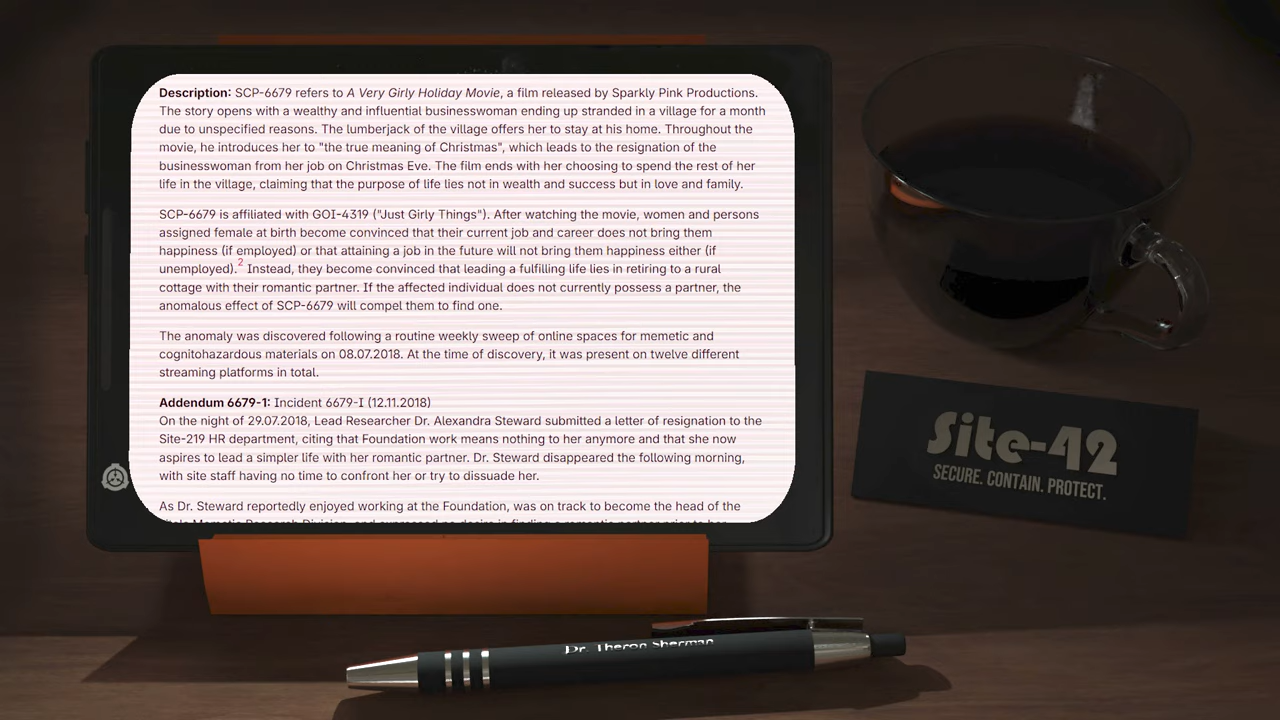 Description: SCP-6679 refers to A Very Girly Holiday Movie, a film released by Sparkly Pink Productions.
The story opens with a wealthy and influential businesswoman ending up stranded in a village for a month
due to unspecified reasons. The lumberjack of the village offers her to stay at his home. Throughout the
movie, he introduces her to "the true meaning of Christmas", which leads to the resignation of the
businesswoman from her job on Christmas Eve. The film ends with her choosing to spend the rest of her
life in the village, claiming that the purpose of life lies not in wealth and success but in love and family.
SCP-6679 is affiliated with GOI-4319 ("Just Girly Things"). After watching the movie, women and persons
assigned female at birth become convinced that their current job and career does not bring them
happiness (if employed) or that attaining a job in the future will not bring them happiness either (if
unemployed).2 Instead, they become convinced that leading a fulfilling life lies in retiring to a rural
cottage with their romantic partner. If the affected individual does not currently possess a partner, the
anomalous effect of SCP-6679 will compel them to find one.
The anomaly was discovered following a routine weekly sweep of online spaces for memetic and
cognitohazardous materials on 08.07.2018. At the time of discovery, it was present on twelve different
streaming platforms in total.
Addendum 6679-1: Incident 6679-I (12.11.2018)
On the night of 29.07.2018, Lead Researcher Dr. Alexandra Steward submitted a letter of resignation to the
Site-219 HR department, citing that Foundation work means nothing to her anymore and that she now
aspires to lead a simpler life with her romantic partner. Dr. Steward disappeared the following morning,
with site staff having no time to confront her or try to dissuade her.
As Dr. Steward reportedly enjoyed working at the Foundation, was on track to become the head of the
Site-42
SECURE. CONTAIN. PROTECT.
Dr. Theron Sherman